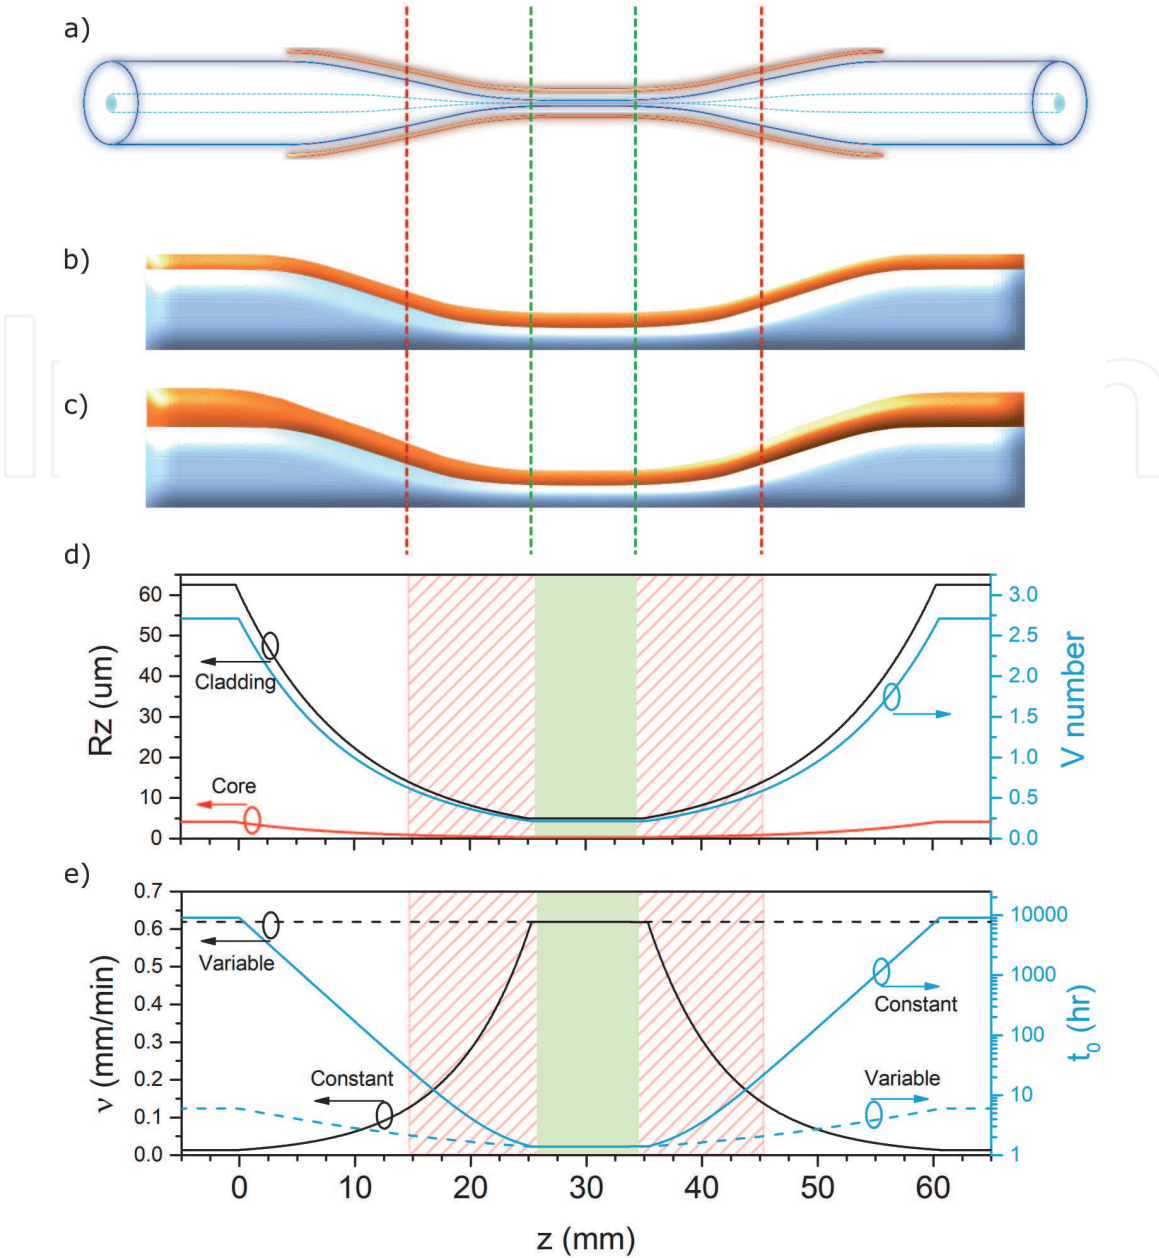 a)
b)
c)
d)
60
50
40
30
20
10
0
Rz (um)
Cladding
Core
3.0
2.5
2.0
1.5
1.0
0.5
0.0
V number
e)
0.7
0.6
0.5
0.4
0.3
0.2
0.1
0.0
ν (mm/min)
Variable
Constant
Constant
Variable
10000
1000
100
10
1
t₀ (hr)
0 10 20 30 40 50 60
z (mm)